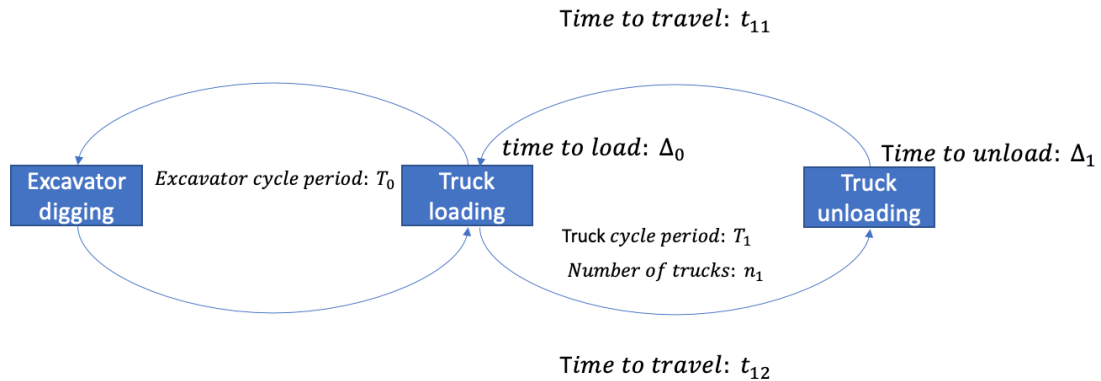 Time to travel: t₁₁
time to load: Δ₀
Time to unload: Δ₁
Excavator
digging
Excavator cycle period: T₀
Truck
loading
Truck
unloading
Truck cycle period: T₁
Number of trucks: n₁
Time to travel: t₁₂